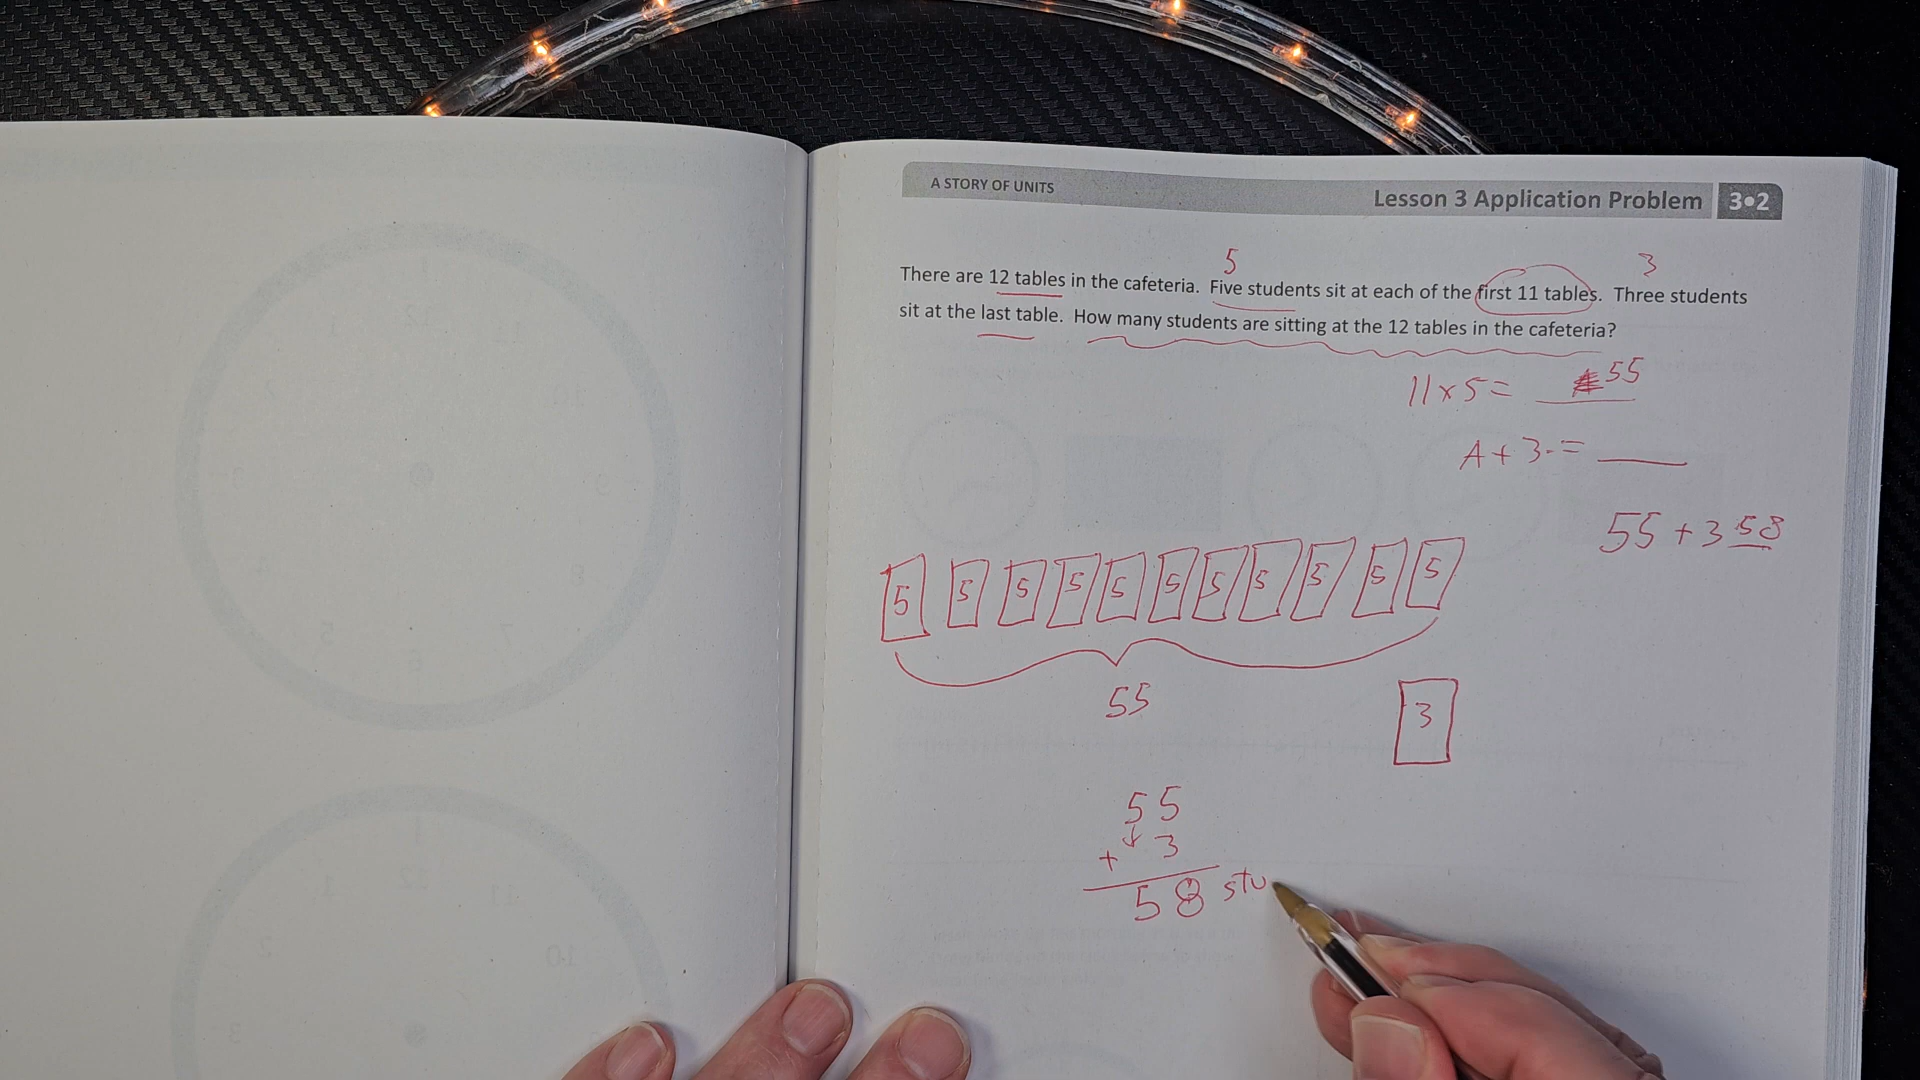 A STORY OF UNITS
Lesson 3 Application Problem 3•2
5 3
There are 12 tables in the cafeteria. Five students sit at each of the first 11 tables. Three students
sit at the last table. How many students are sitting at the 12 tables in the cafeteria?
11 x 5 = 55
A + 3 = ___
55 + 3 58
5 5 5 5 5 5 5 5 5 5 5
55
3
55
+ 3
58 stu